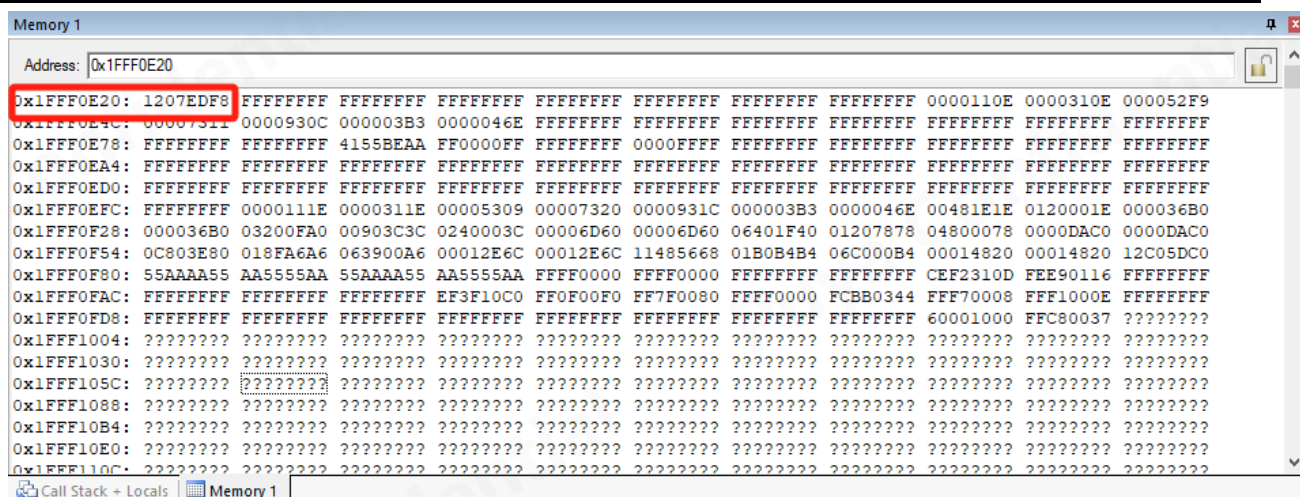 Memory 1
Address: 0x1FFF0E20
0x1FFF0E20: 1207EDF8 FFFFFFFF FFFFFFFF FFFFFFFF FFFFFFFF FFFFFFFF FFFFFFFF FFFFFFFF 0000110E 0000310E 000052F9
0x1FFF0E4C: 00007311 0000930C 000003B3 0000046E FFFFFFFF FFFFFFFF FFFFFFFF FFFFFFFF FFFFFFFF FFFFFFFF FFFFFFFF
0x1FFF0E78: FFFFFFFF FFFFFFFF 4155BEAA FF0000FF FFFFFFFF 0000FFFF FFFFFFFF FFFFFFFF FFFFFFFF FFFFFFFF FFFFFFFF
0x1FFF0EA4: FFFFFFFF FFFFFFFF FFFFFFFF FFFFFFFF FFFFFFFF FFFFFFFF FFFFFFFF FFFFFFFF FFFFFFFF FFFFFFFF FFFFFFFF
0x1FFF0ED0: FFFFFFFF FFFFFFFF FFFFFFFF FFFFFFFF FFFFFFFF FFFFFFFF FFFFFFFF FFFFFFFF FFFFFFFF FFFFFFFF FFFFFFFF
0x1FFF0EFC: FFFFFFFF 0000111E 0000311E 00005309 00007320 0000931C 000003B3 0000046E 00481E1E 0120001E 000036B0
0x1FFF0F28: 000036B0 03200FA0 00903C3C 0240003C 00006D60 00006D60 06401F40 01207878 04800078 0000DAC0 0000DAC0
0x1FFF0F54: 0C803E80 018FA6A6 063900A6 00012E6C 00012E6C 11485668 01B0B4B4 06C000B4 00014820 00014820 12C05DC0
0x1FFF0F80: 55AAAA55 AA5555AA 55AAAA55 AA5555AA FFFF0000 FFFF0000 FFFFFFFF FFFFFFFF CEF2310D FEE90116 FFFFFFFF
0x1FFF0FAC: FFFFFFFF FFFFFFFF FFFFFFFF EF3F10C0 FF0F00F0 FF7F0080 FFFF0000 FCBB0344 FFF70008 FFF1000E FFFFFFFF
0x1FFF0FD8: FFFFFFFF FFFFFFFF FFFFFFFF FFFFFFFF FFFFFFFF FFFFFFFF FFFFFFFF FFFFFFFF 60001000 FFC80037 ????????
0x1FFF1004: ???????? ???????? ???????? ???????? ???????? ???????? ???????? ???????? ???????? ???????? ????????
0x1FFF1030: ???????? ???????? ???????? ???????? ???????? ???????? ???????? ???????? ???????? ???????? ????????
0x1FFF105C: ???????? ???????? ???????? ???????? ???????? ???????? ???????? ???????? ???????? ???????? ????????
0x1FFF1088: ???????? ???????? ???????? ???????? ???????? ???????? ???????? ???????? ???????? ???????? ????????
0x1FFF10B4: ???????? ???????? ???????? ???????? ???????? ???????? ???????? ???????? ???????? ???????? ????????
0x1FFF10E0: ???????? ???????? ???????? ???????? ???????? ???????? ???????? ???????? ???????? ???????? ????????
0x1FFF110C: ???????? ???????? ???????? ???????? ???????? ???????? ???????? ???????? ???????? ???????? ????????
Call Stack + Locals Memory 1